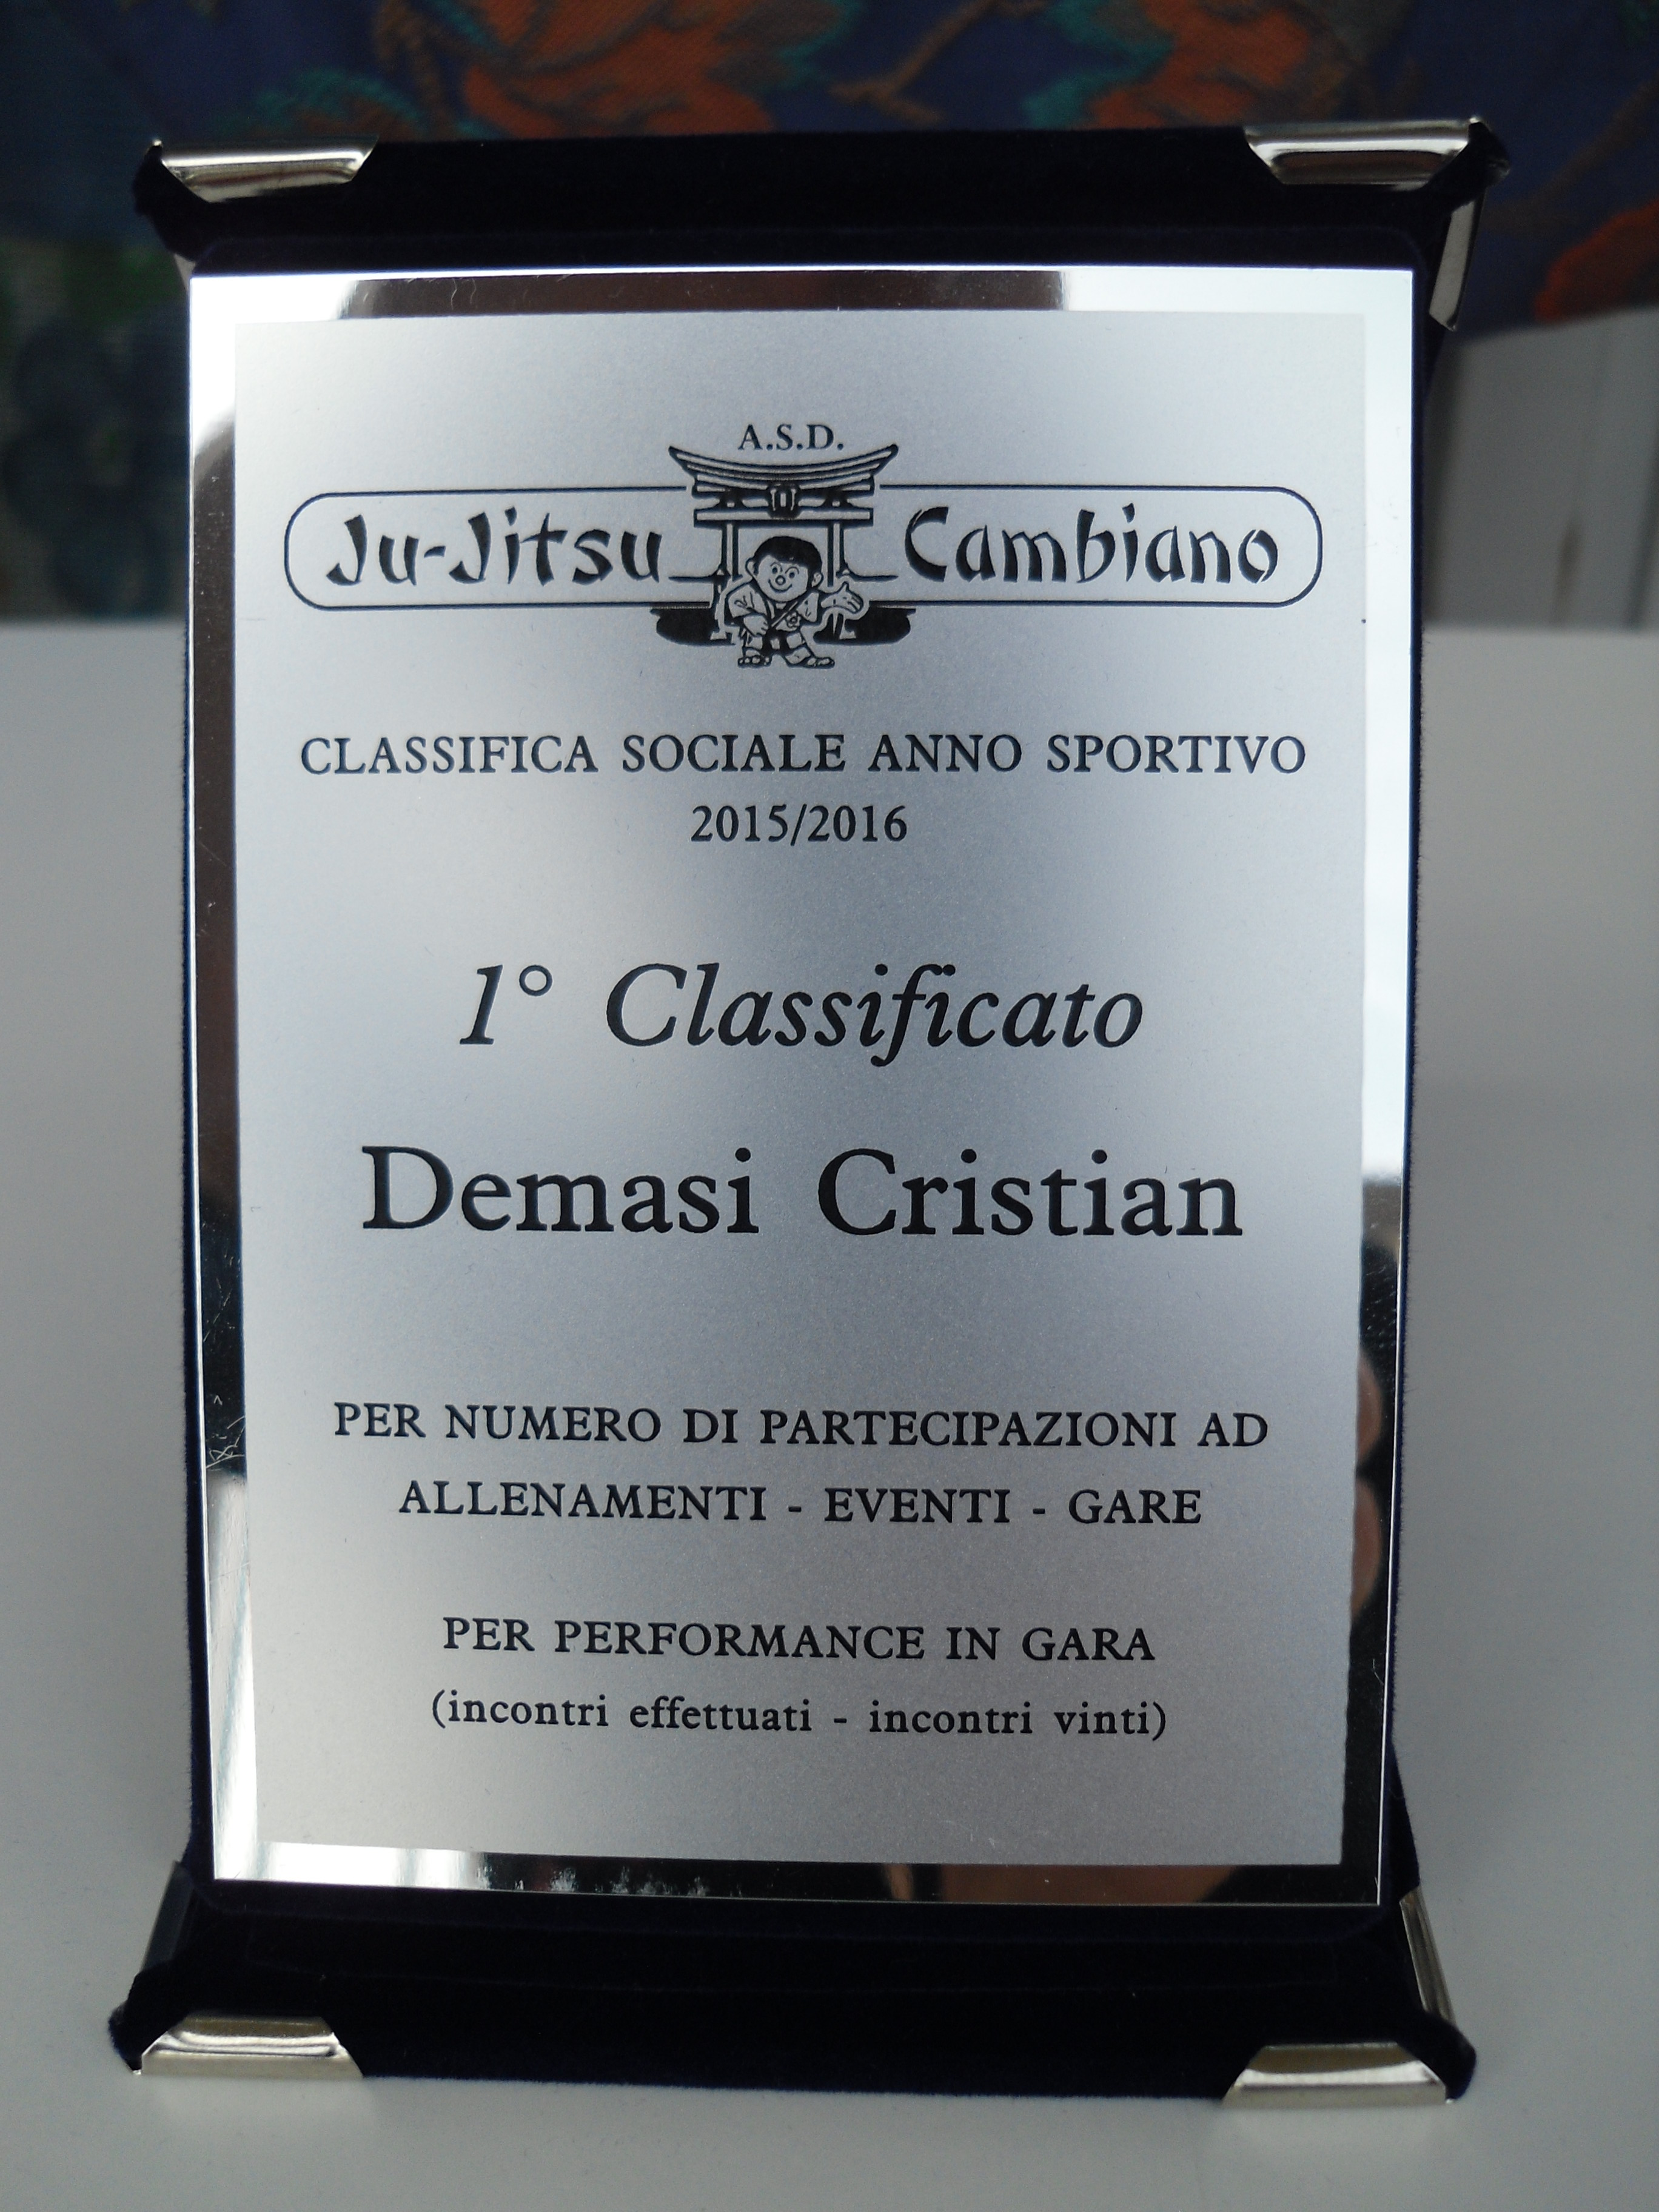 A.S.D.
Ju-Jitsu Cambiano
CLASSIFICA SOCIALE ANNO SPORTIVO
2015/2016
1° Classificato
Demasi Cristian
PER NUMERO DI PARTECIPAZIONI AD
ALLENAMENTI - EVENTI - GARE
PER PERFORMANCE IN GARA
(incontri effettuati - incontri vinti)